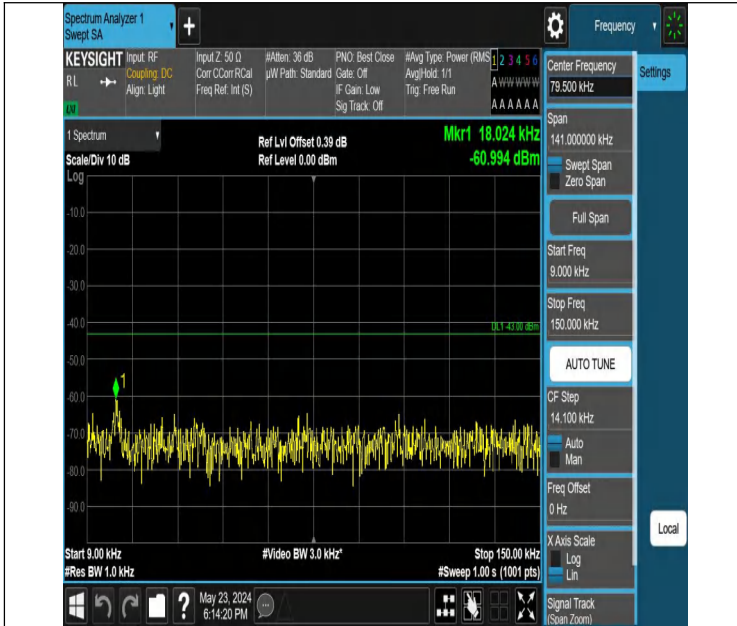 Spectrum Analyzer 1
Swept SA
+
Frequency
KEYSIGHT
RL
Input: RF
Coupling: DC
Align: Light
Input Z: 50 Ω
Corr CCorr RCal
Freq Ref: Int (S)
#Atten: 36 dB
µW Path: Standard
PNO: Best Close
Gate: Off
IF Gain: Low
Sig Track: Off
#Avg Type: Power (RMS
Avg|Hold: 1/1
Trig: Free Run
1 2 3 4 5 6
A W W W W W
A A A A A A
1 Spectrum
Scale/Div 10 dB
Ref Lvl Offset 0.39 dB
Ref Level 0.00 dBm
Mkr1 18.024 kHz
-60.994 dBm
Log
-10.0
-20.0
-30.0
-40.0
-50.0
-60.0
-70.0
-80.0
-90.0
DL1 -43.00 dBm
1
Start 9.00 kHz
#Res BW 1.0 kHz
#Video BW 3.0 kHz*
Stop 150.00 kHz
#Sweep 1.00 s (1001 pts)
?
May 23, 2024
6:14:20 PM
Center Frequency
79.500 kHz
Span
141.000000 kHz
Swept Span
Zero Span
Full Span
Start Freq
9.000 kHz
Stop Freq
150.000 kHz
AUTO TUNE
CF Step
14.100 kHz
Auto
Man
Freq Offset
0 Hz
X Axis Scale
Log
Lin
Signal Track
(Span Zoom)
Settings
Local